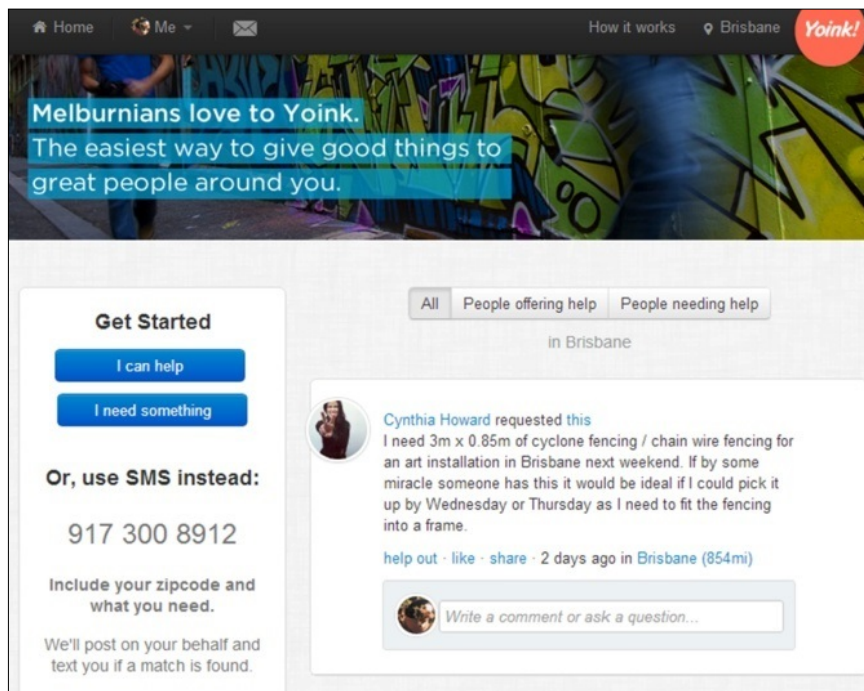 Home Me How it works Brisbane Yoink!
Melburnians love to Yoink.
The easiest way to give good things to
great people around you.
Get Started
I can help
I need something
Or, use SMS instead:
917 300 8912
Include your zipcode and
what you need.
We'll post on your behalf and
text you if a match is found.
All People offering help People needing help
in Brisbane
Cynthia Howard requested this
I need 3m x 0.85m of cyclone fencing / chain wire fencing for
an art installation in Brisbane next weekend. If by some
miracle someone has this it would be ideal if I could pick it
up by Wednesday or Thursday as I need to fit the fencing
into a frame.
help out · like · share · 2 days ago in Brisbane (854mi)
Write a comment or ask a question...